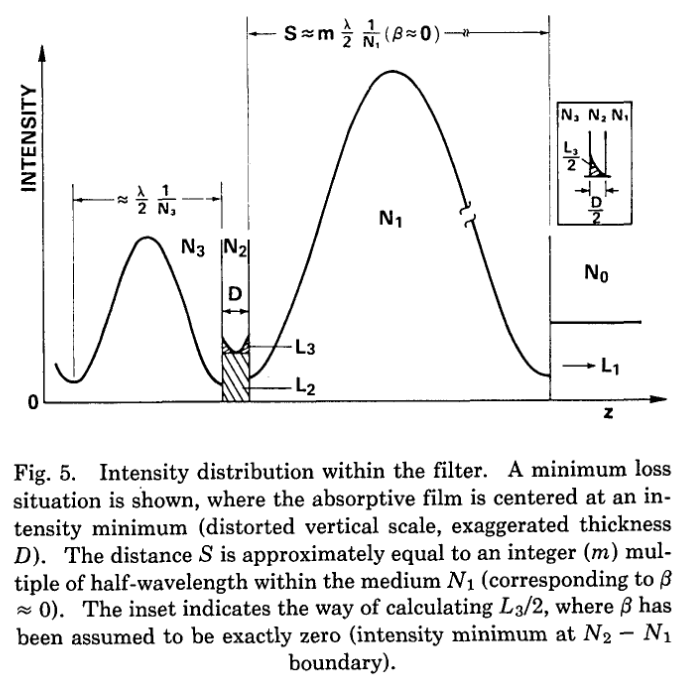 S≈m λ/2 1/N₁ (β≈0)
INTENSITY
≈ λ/2 1/N₃
N₃ N₂ N₁
L₃/2
D/2
N₃ N₂
N₁
D
N₀
L₃
L₂
L₁
0
z
Fig. 5. Intensity distribution within the filter. A minimum loss
situation is shown, where the absorptive film is centered at an in-
tensity minimum (distorted vertical scale, exaggerated thickness
D). The distance S is approximately equal to an integer (m) mul-
tiple of half-wavelength within the medium N₁ (corresponding to β
≈ 0). The inset indicates the way of calculating L₃/2, where β has
been assumed to be exactly zero (intensity minimum at N₂ − N₁
boundary).